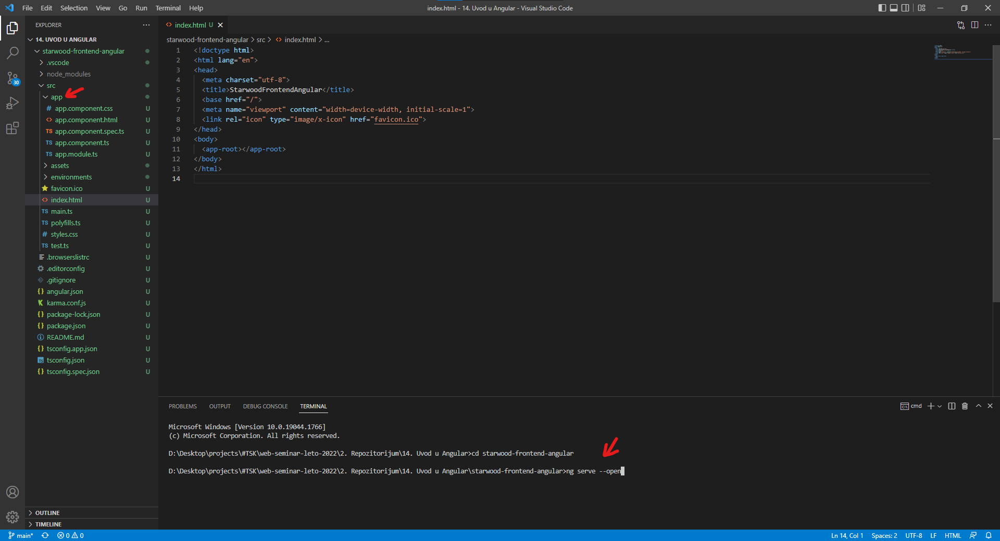 File Edit Selection View Go Run Terminal Help
index.html - 14. Uvod u Angular - Visual Studio Code
EXPLORER
14. UVOD U ANGULAR
starwood-frontend-angular
.vscode
node_modules
src
app
# app.component.css U
<> app.component.html U
TS app.component.spec.ts U
TS app.component.ts U
TS app.module.ts U
assets
environments
favicon.ico U
<> index.html U
TS main.ts U
TS polyfills.ts U
# styles.css U
TS test.ts U
.browserslistrc U
.editorconfig U
.gitignore U
{} angular.json U
karma.conf.js U
{} package-lock.json U
{} package.json U
README.md U
{} tsconfig.app.json U
TS tsconfig.json U
{} tsconfig.spec.json U
OUTLINE
TIMELINE
30
<> index.html U
starwood-frontend-angular > src > <> index.html > ...
1 <!doctype html>
2 <html lang="en">
3 <head>
4 <meta charset="utf-8">
5 <title>StarwoodFrontendAngular</title>
6 <base href="/">
7 <meta name="viewport" content="width=device-width, initial-scale=1">
8 <link rel="icon" type="image/x-icon" href="favicon.ico">
9 </head>
10 <body>
11 <app-root></app-root>
12 </body>
13 </html>
14
PROBLEMS OUTPUT DEBUG CONSOLE TERMINAL
cmd
Microsoft Windows [Version 10.0.19044.1766]
(c) Microsoft Corporation. All rights reserved.
D:\Desktop\projects\#TSK\web-seminar-leto-2022\2. Repozitorijum\14. Uvod u Angular>cd starwood-frontend-angular
D:\Desktop\projects\#TSK\web-seminar-leto-2022\2. Repozitorijum\14. Uvod u Angular\starwood-frontend-angular>ng serve --open
main* 0 0
Ln 14, Col 1 Spaces: 2 UTF-8 LF HTML